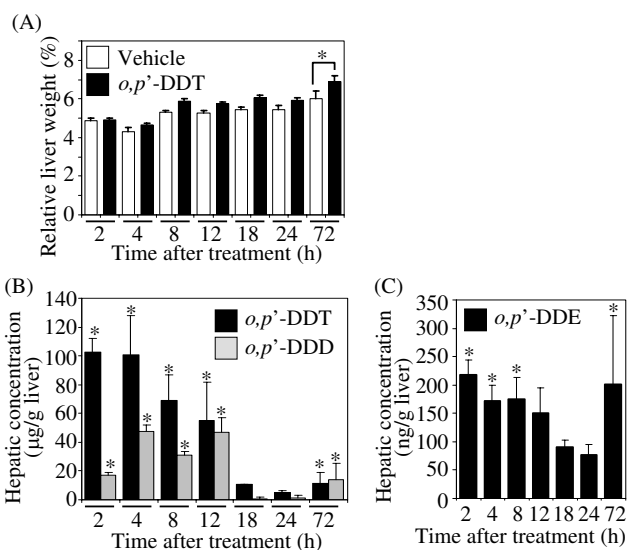 (A)
Relative liver weight (%)
8
6
4
2
0
Vehicle
o,p'-DDT
*
2 4 8 12 18 24 72
Time after treatment (h)
(B)
Hepatic concentration
(µg/g liver)
140
120
100
80
60
40
20
0
o,p'-DDT
o,p'-DDD
* * * * * * * * * *
2 4 8 12 18 24 72
Time after treatment (h)
(C)
Hepatic concentration
(ng/g liver)
350
300
250
200
150
100
50
0
o,p'-DDE
* * * *
2 4 8 12 18 24 72
Time after treatment (h)